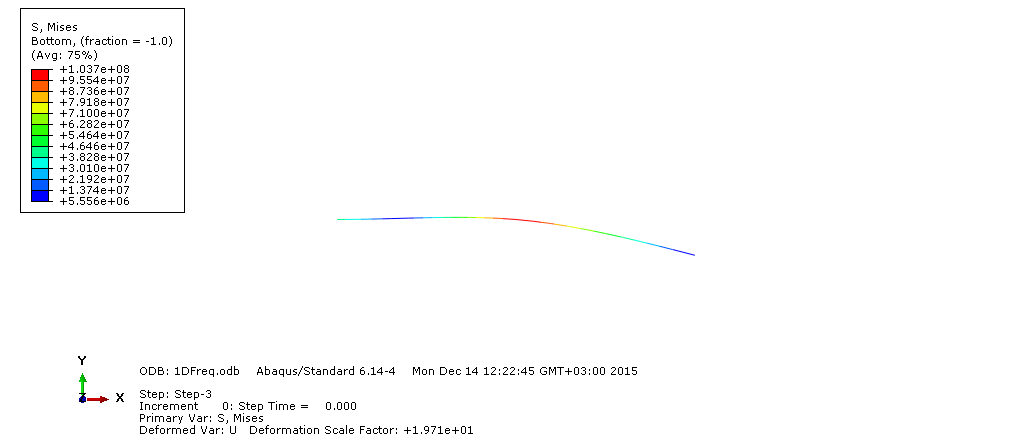 S, Mises
Bottom, (fraction = -1.0)
(Avg: 75%)
+1.037e+08
+9.554e+07
+8.736e+07
+7.918e+07
+7.100e+07
+6.282e+07
+5.464e+07
+4.646e+07
+3.828e+07
+3.010e+07
+2.192e+07
+1.374e+07
+5.556e+06
Y
X
ODB: 1DFreq.odb Abaqus/Standard 6.14-4 Mon Dec 14 12:22:45 GMT+03:00 2015
Step: Step-3
Increment 0: Step Time = 0.000
Primary Var: S, Mises
Deformed Var: U Deformation Scale Factor: +1.971e+01